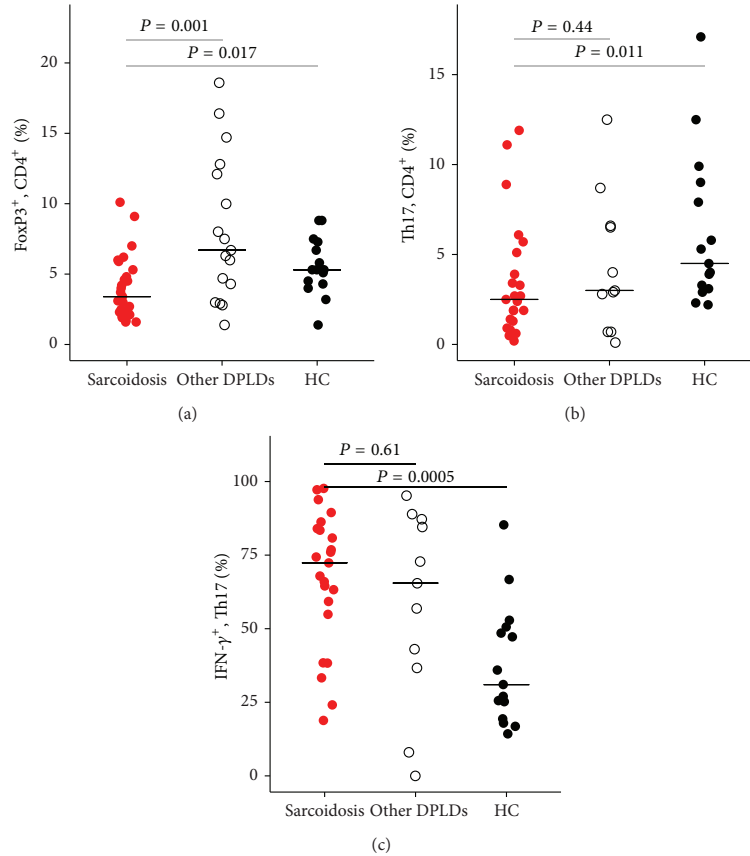 P = 0.001
P = 0.017
20
15
10
5
0
FoxP3⁺, CD4⁺ (%)
Sarcoidosis Other DPLDs HC
(a)
P = 0.44
P = 0.011
15
10
5
0
Th17, CD4⁺ (%)
Sarcoidosis Other DPLDs HC
(b)
P = 0.61
P = 0.0005
100
75
50
25
0
IFN-γ⁺, Th17 (%)
Sarcoidosis Other DPLDs HC
(c)